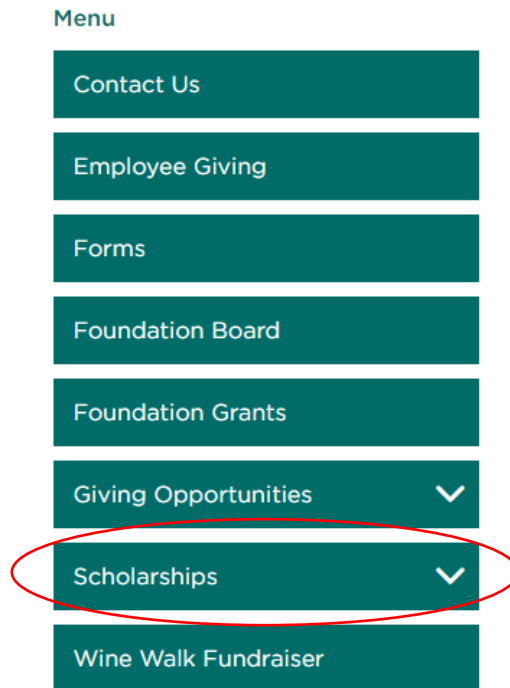 Menu
Contact Us
Employee Giving
Forms
Foundation Board
Foundation Grants
Giving Opportunities
Scholarships
Wine Walk Fundraiser